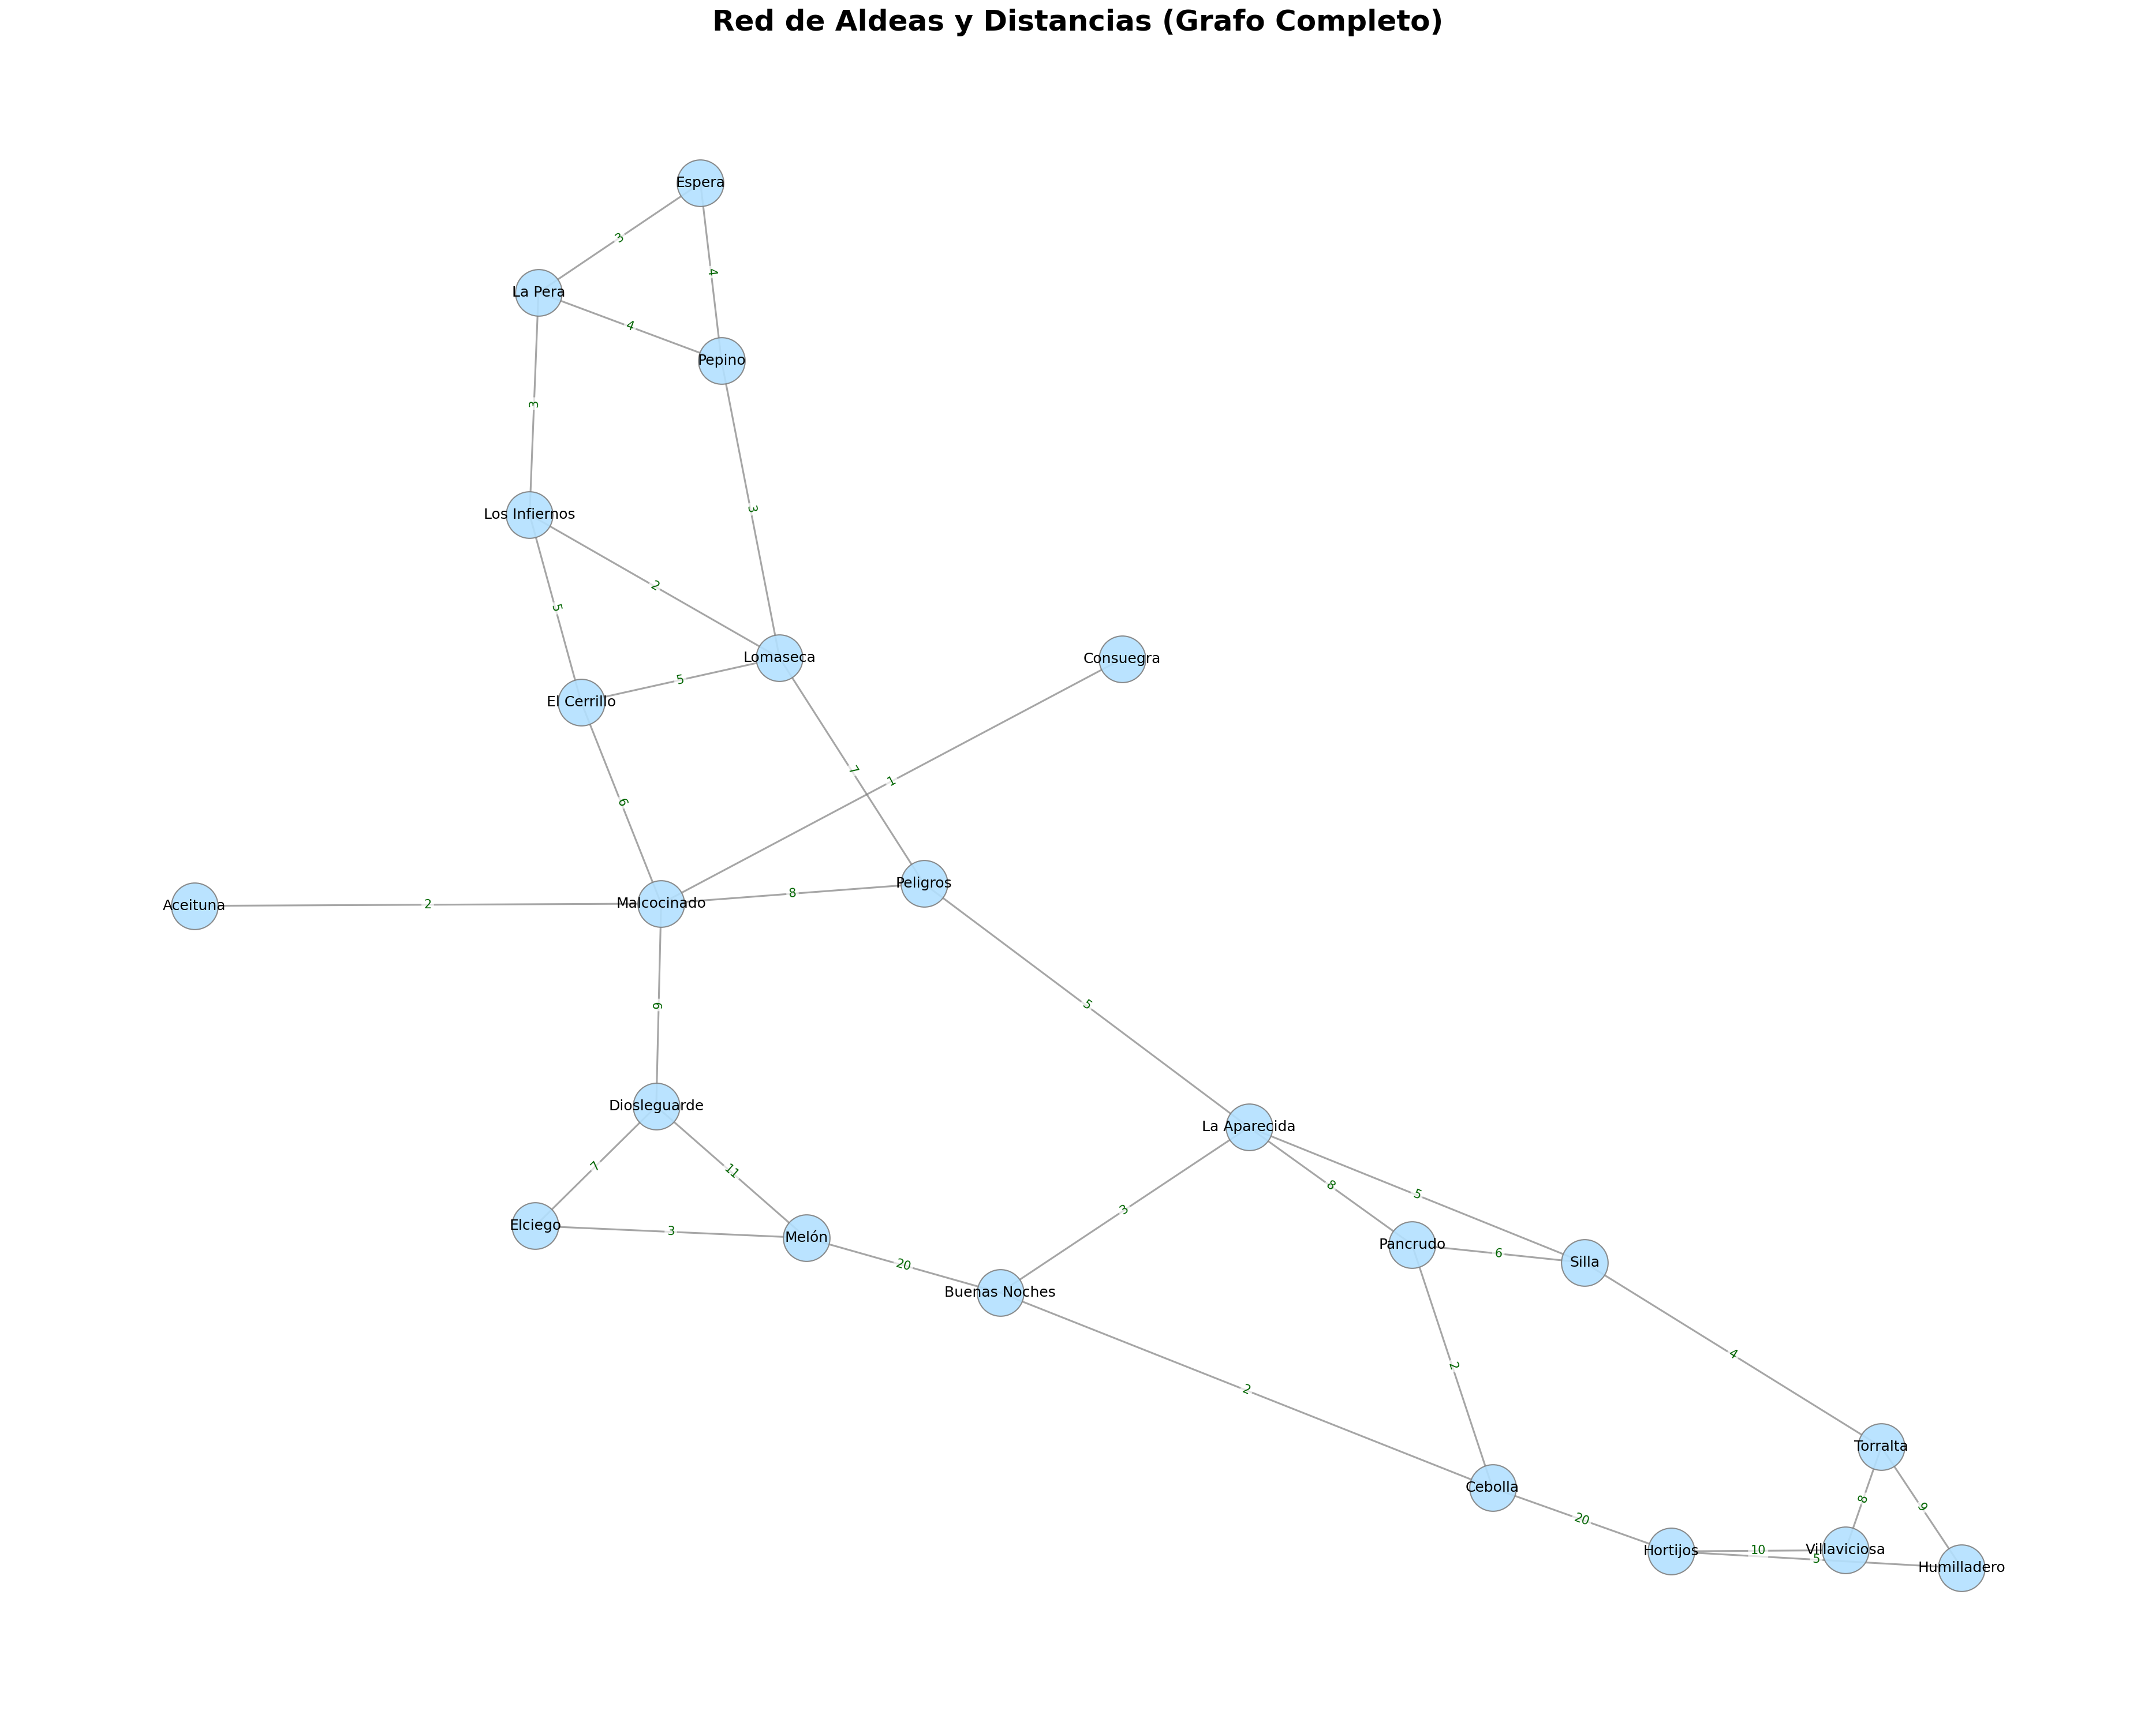 Red de Aldeas y Distancias (Grafo Completo)
Espera
3
4
La Pera
4
Pepino
3
3
Los Infiernos
2
5
Lomaseca
Consuegra
5
El Cerrillo
7
1
6
Peligros
8
Malcocinado
2
Aceituna
6
5
Diosleguarde
La Aparecida
7
11
8
5
3
Elciego
3
Melón
Pancrudo
6
Silla
20
Buenas Noches
4
2
2
Torralta
Cebolla
8
9
20
Hortijos
10
Villaviciosa
5
Humilladero